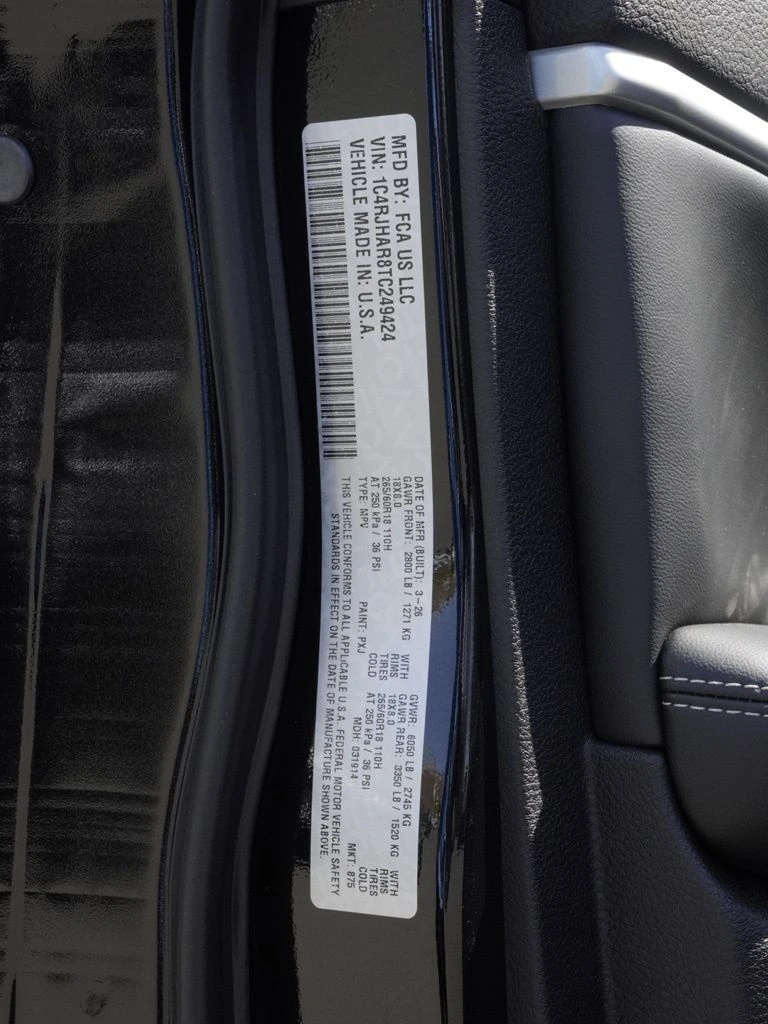 MFD BY: FCA US LLC
VIN: 1C4RJHAR8TC249424
VEHICLE MADE IN: U.S.A.
DATE OF MFR (BUILT): 3-26 GVWR: 6050 LB / 2745 KG
GAWR FRONT: 2800 LB / 1271 KG WITH GAWR REAR: 3350 LB / 1520 KG WITH
18X8.0 RIMS 18X8.0 RIMS
265/60R18 110H TIRES 265/60R18 110H TIRES
AT 250 kPa / 36 PSI COLD AT 250 kPa / 36 PSI COLD
TYPE: MPV PAINT: PXJ MDH: 031914 MKT: 875
THIS VEHICLE CONFORMS TO ALL APPLICABLE U.S.A. FEDERAL MOTOR VEHICLE SAFETY
STANDARDS IN EFFECT ON THE DATE OF MANUFACTURE SHOWN ABOVE.